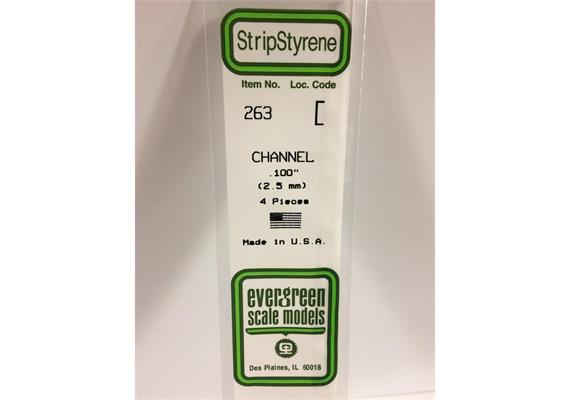 StripStyrene
Item No. Loc. Code
263 [
CHANNEL
.100"
(2.5 mm)
4 Pieces
Made in U.S.A.
evergreen
scale models
Des Plaines, IL 60018